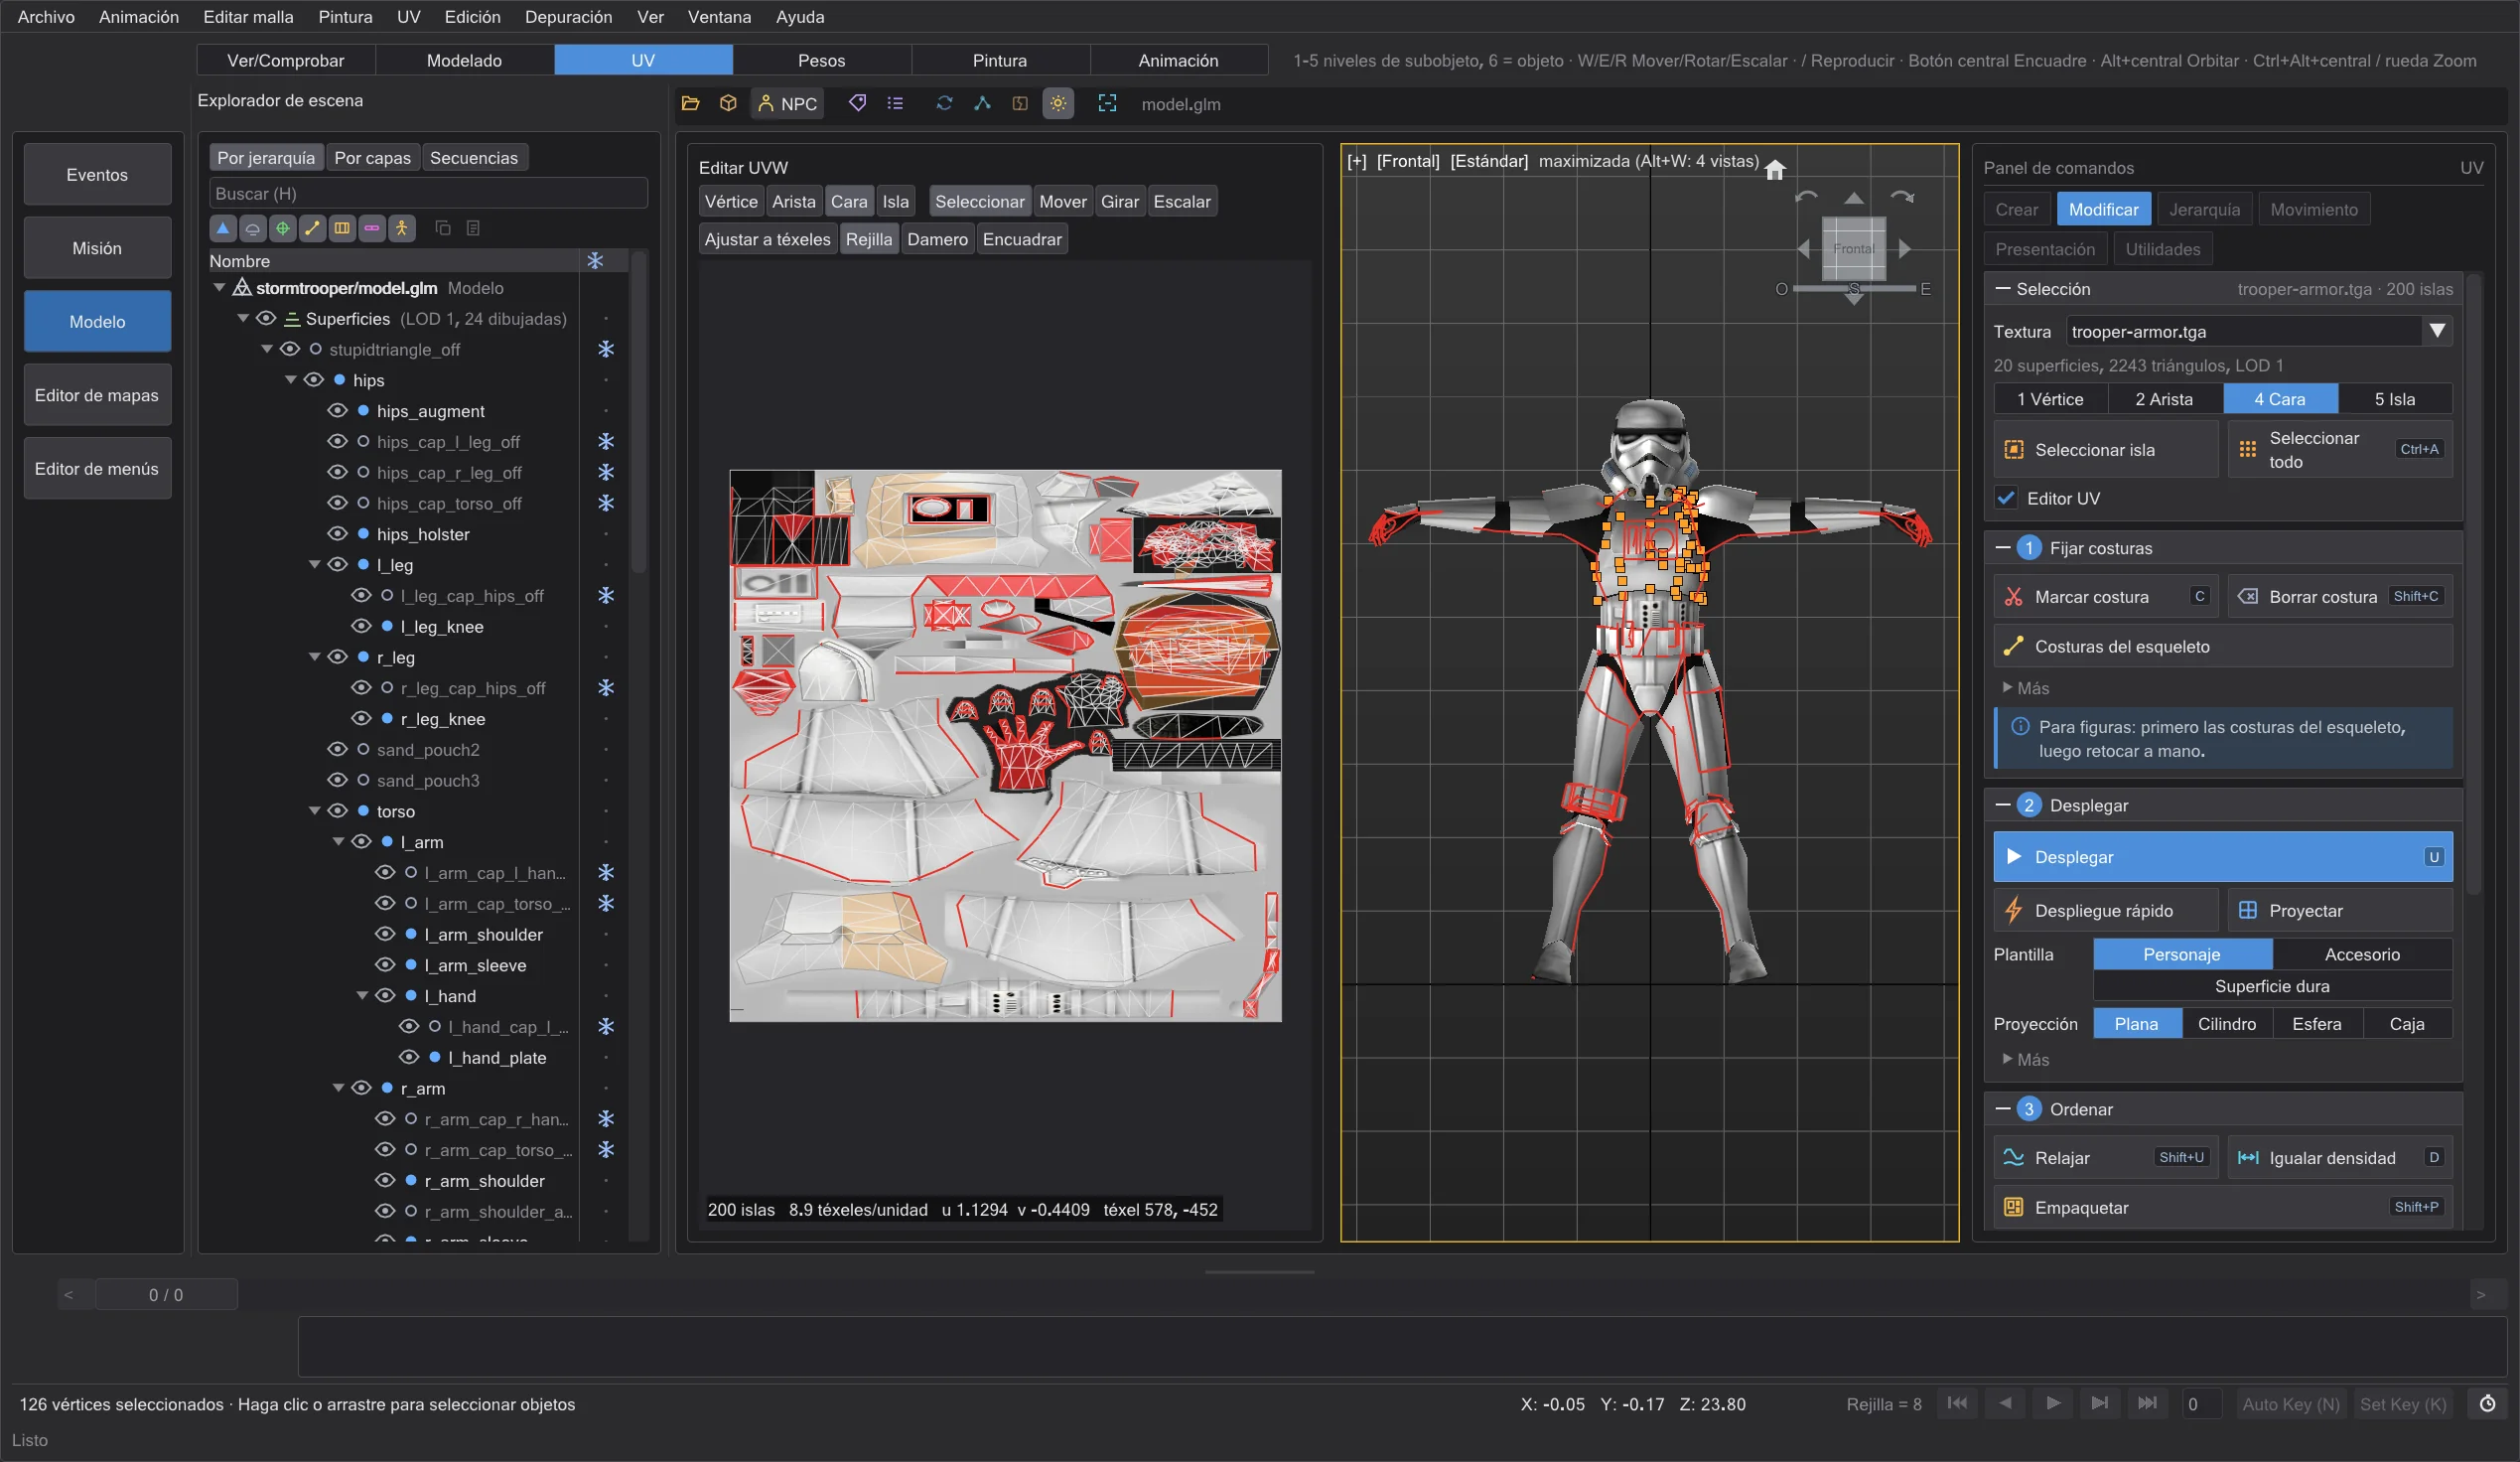 Archivo Animación Editar malla Pintura UV Edición Depuración Ver Ventana Ayuda
Ver/Comprobar Modelado UV Pesos Pintura Animación
1-5 niveles de subobjeto, 6 = objeto · W/E/R Mover/Rotar/Escalar · / Reproducir · Botón central Encuadre · Alt+central Orbitar · Ctrl+Alt+central / rueda Zoom
Explorador de escena
NPC model.glm
Eventos
Misión
Modelo
Editor de mapas
Editor de menús
Por jerarquía Por capas Secuencias
Buscar (H)
Nombre
stormtrooper/model.glm Modelo
Superficies (LOD 1, 24 dibujadas)
stupidtriangle_off
hips
hips_augment
hips_cap_l_leg_off
hips_cap_r_leg_off
hips_cap_torso_off
hips_holster
l_leg
l_leg_cap_hips_off
l_leg_knee
r_leg
r_leg_cap_hips_off
r_leg_knee
sand_pouch2
sand_pouch3
torso
l_arm
l_arm_cap_l_han...
l_arm_cap_torso_...
l_arm_shoulder
l_arm_sleeve
l_hand
l_hand_cap_l_...
l_hand_plate
r_arm
r_arm_cap_r_han...
r_arm_cap_torso_...
r_arm_shoulder
r_arm_shoulder_a...
r_arm_sleeve
Editar UVW
Vértice Arista Cara Isla Seleccionar Mover Girar Escalar
Ajustar a téxeles Rejilla Damero Encuadrar
200 islas 8.9 téxeles/unidad u 1.1294 v -0.4409 téxel 578, -452
[+] [Frontal] [Estándar] maximizada (Alt+W: 4 vistas)
Frontal
O S E
Panel de comandos UV
Crear Modificar Jerarquía Movimiento
Presentación Utilidades
Selección trooper-armor.tga · 200 islas
Textura trooper-armor.tga
20 superficies, 2243 triángulos, LOD 1
1 Vértice 2 Arista 4 Cara 5 Isla
Seleccionar isla
Seleccionar todo Ctrl+A
Editor UV
1 Fijar costuras
Marcar costura C
Borrar costura Shift+C
Costuras del esqueleto
Más
Para figuras: primero las costuras del esqueleto,
luego retocar a mano.
2 Desplegar
Desplegar U
Despliegue rápido Proyectar
Plantilla Personaje Accesorio
Superficie dura
Proyección Plana Cilindro Esfera Caja
Más
3 Ordenar
Relajar Shift+U
Igualar densidad D
Empaquetar Shift+P
< 0 / 0 >
126 vértices seleccionados · Haga clic o arrastre para seleccionar objetos
X: -0.05 Y: -0.17 Z: 23.80
Rejilla = 8
0
Auto Key (N) Set Key (K)
Listo